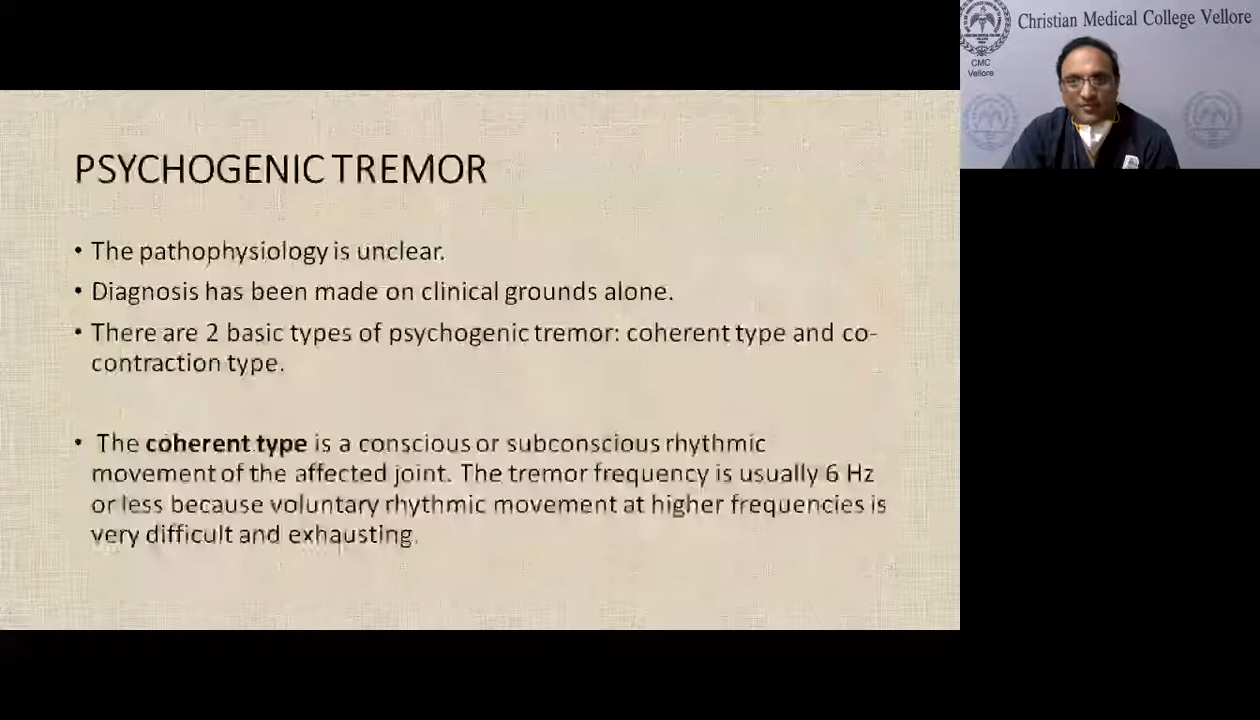 Christian Medical College Vellore
CMC
Vellore
PSYCHOGENIC TREMOR
• The pathophysiology is unclear.
• Diagnosis has been made on clinical grounds alone.
• There are 2 basic types of psychogenic tremor: coherent type and co-
contraction type.
• The coherent type is a conscious or subconscious rhythmic
movement of the affected joint. The tremor frequency is usually 6 Hz
or less because voluntary rhythmic movement at higher frequencies is
very difficult and exhausting.